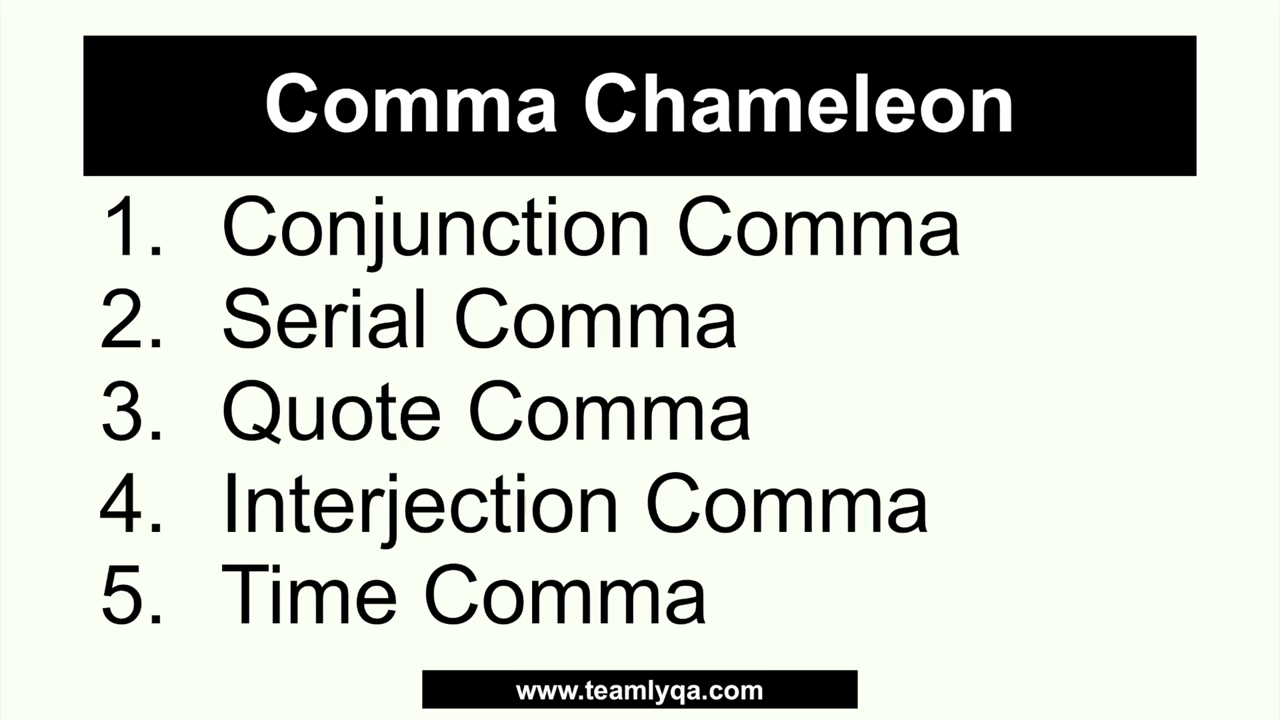 Comma Chameleon
1. Conjunction Comma
2. Serial Comma
3. Quote Comma
4. Interjection Comma
5. Time Comma
www.teamlyqa.com